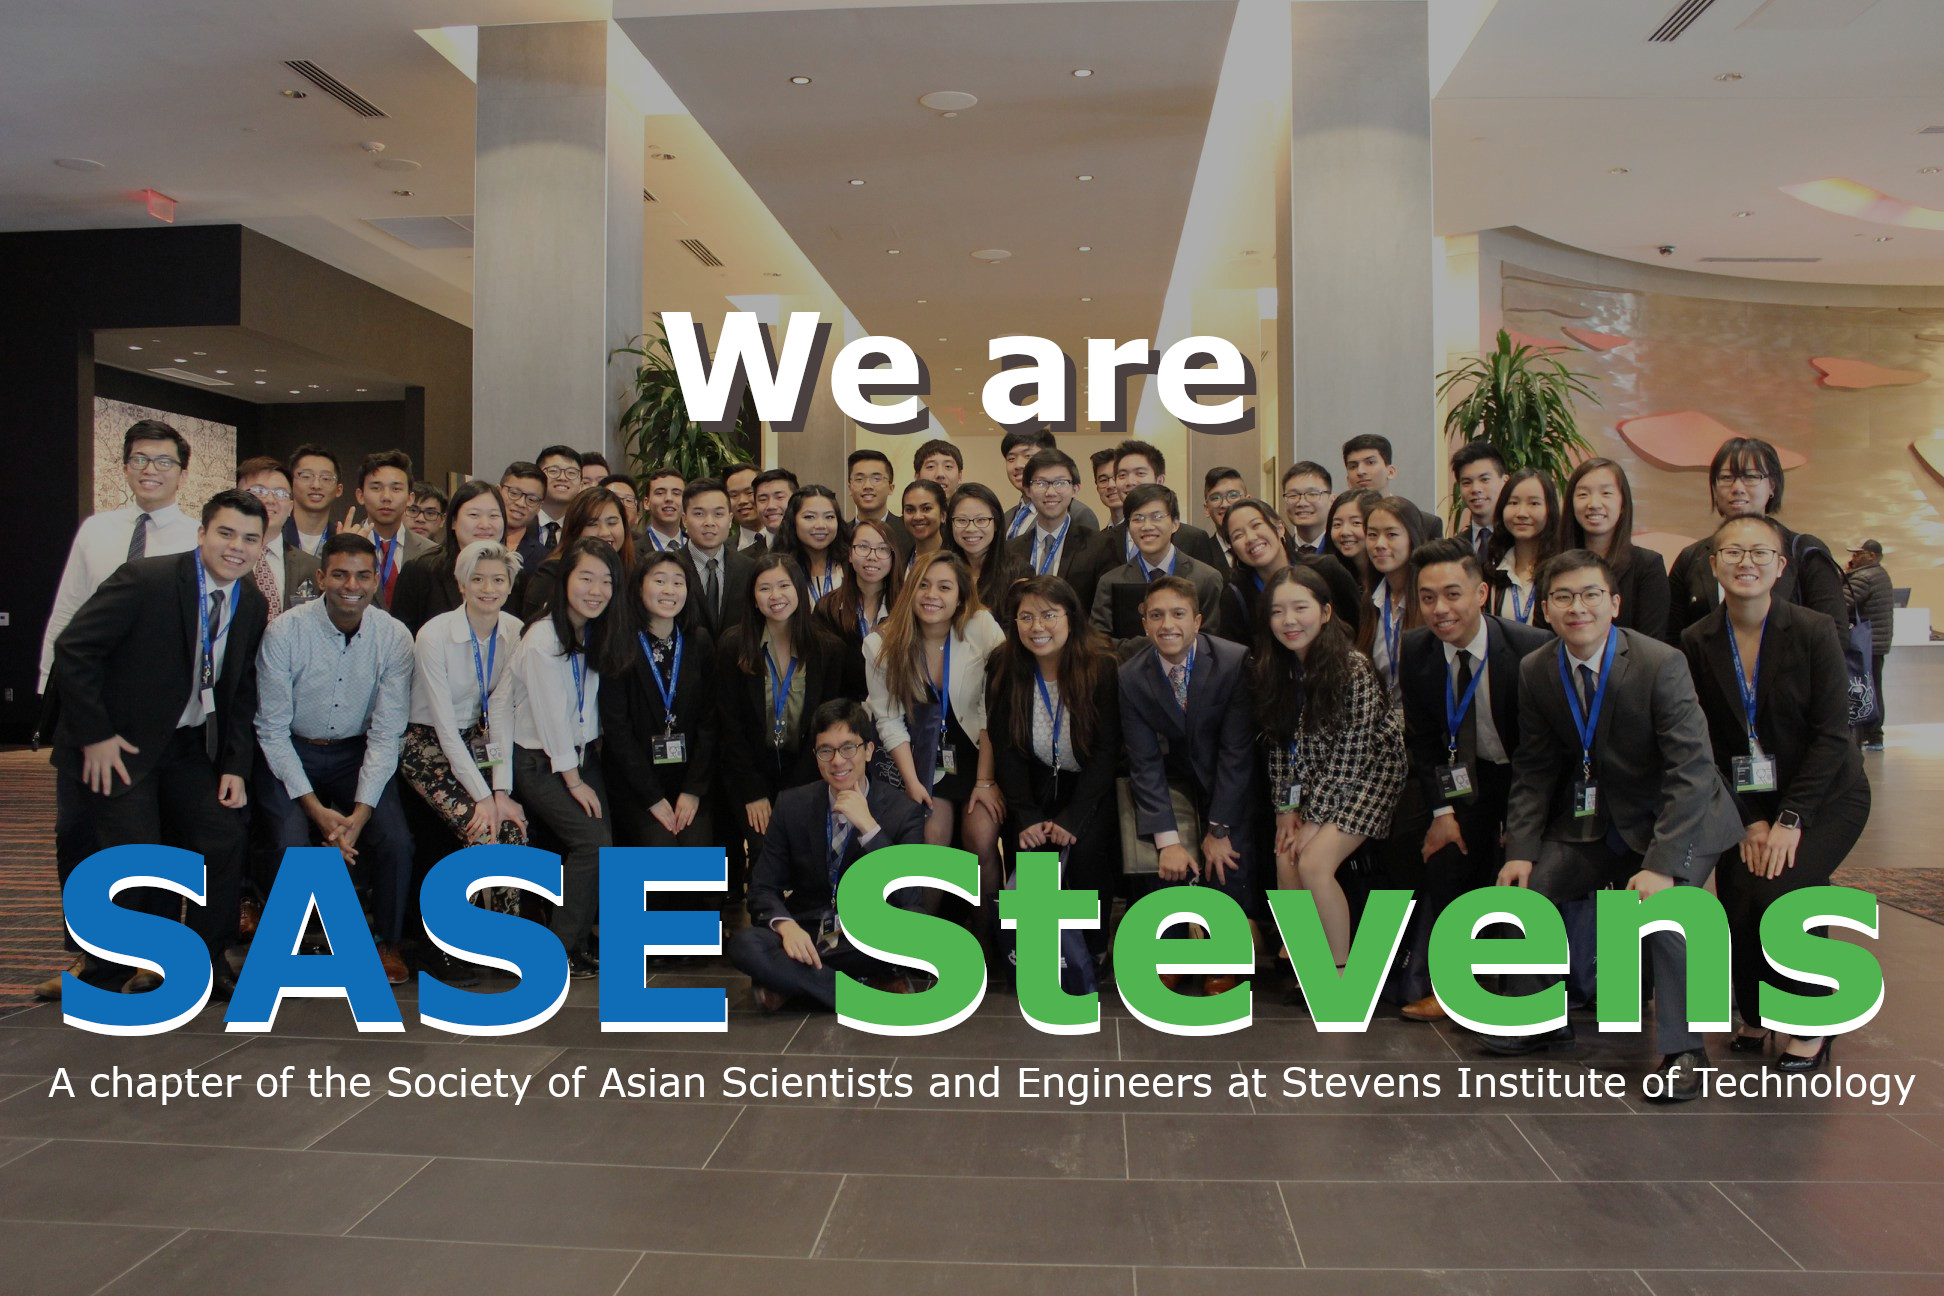 We are
SASE Stevens
A chapter of the Society of Asian Scientists and Engineers at Stevens Institute of Technology